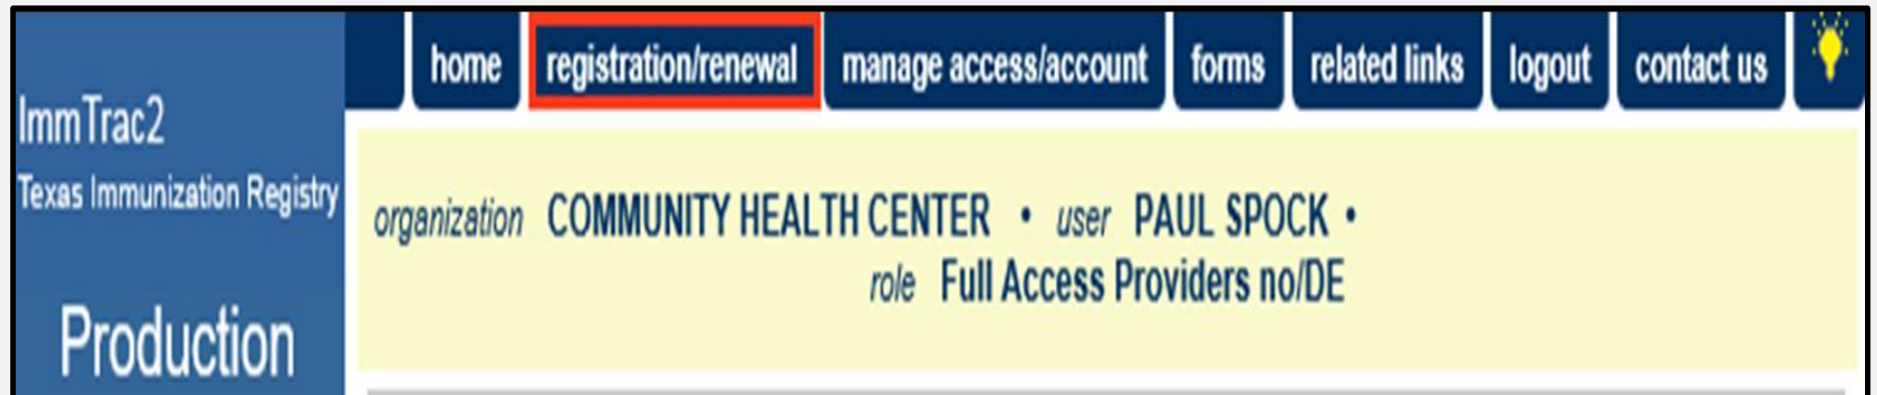 home registration/renewal manage access/account forms related links logout contact us
ImmTrac2
Texas Immunization Registry
Production
organization COMMUNITY HEALTH CENTER • user PAUL SPOCK •
role Full Access Providers no/DE